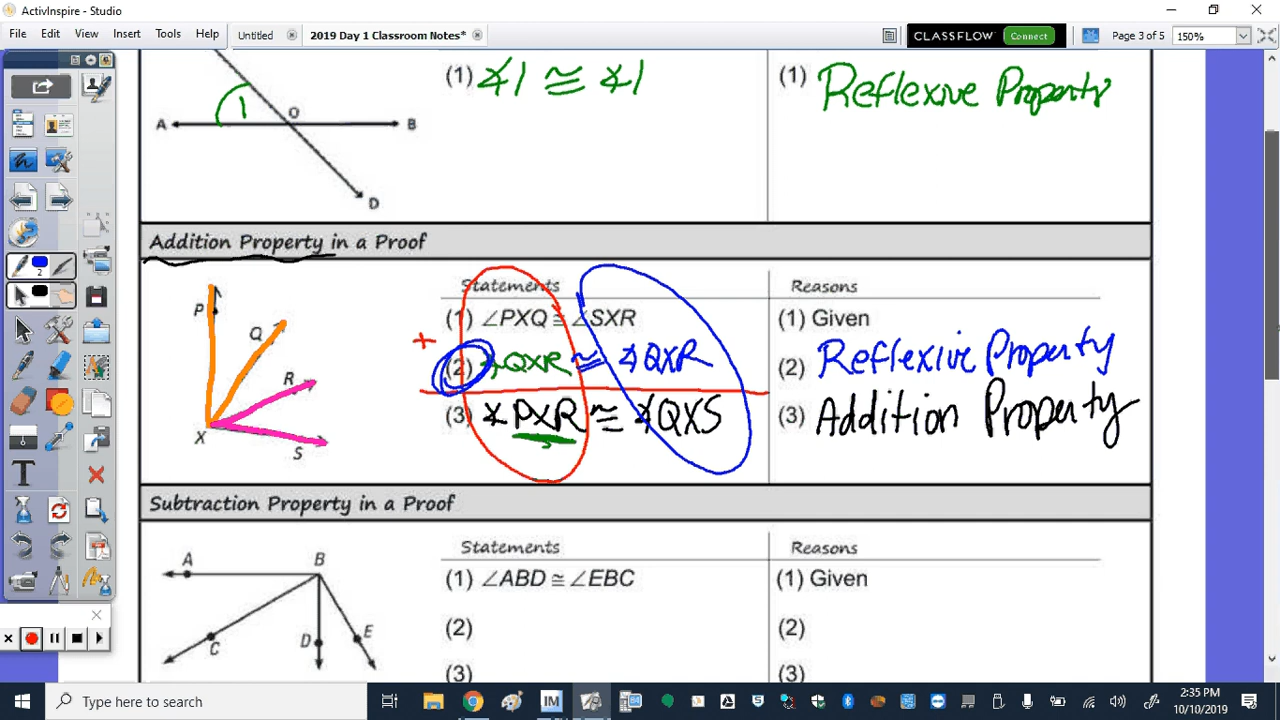 ActivInspire - Studio
File Edit View Insert Tools Help Untitled 2019 Day 1 Classroom Notes* CLASSFLOW Connect Page 3 of 5 150%
(1) ∡1 ≅ ∡1 (1) Reflexive Property
1 O
A B
D
Addition Property in a Proof
Statements Reasons
P (1) ∠PXQ ≅ ∠SXR (1) Given
Q + (2) ∡QXR ≅ ∡QXR (2) Reflexive Property
R (3) ∡PXR ≅ ∡QXS (3) Addition Property
X S
Subtraction Property in a Proof
Statements Reasons
A B (1) ∠ABD ≅ ∠EBC (1) Given
C D E (2) (2)
(3) (3)
2
T
Type here to search IM 2:35 PM
10/10/2019